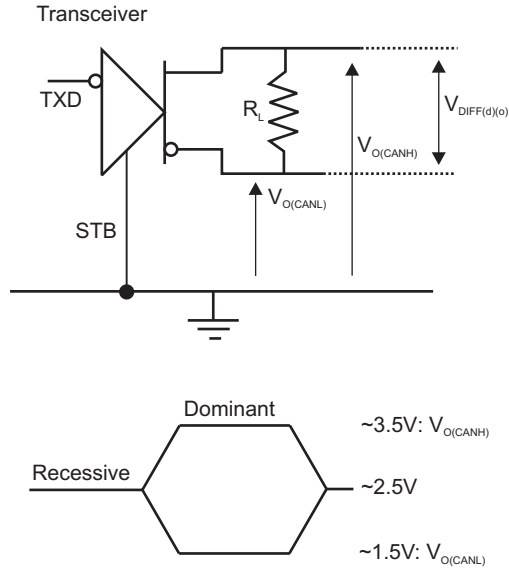 Transceiver
TXD
R_L
V_DIFF(d)(o)
V_O(CANH)
V_O(CANL)
STB
Dominant
~3.5V: V_O(CANH)
Recessive
~2.5V
~1.5V: V_O(CANL)